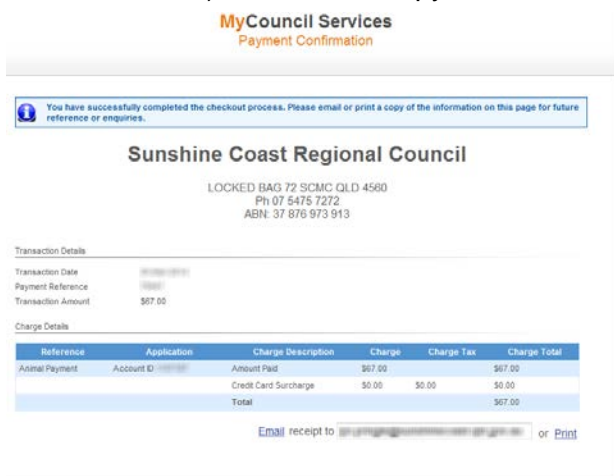 MyCouncil Services
Payment Confirmation
You have successfully completed the checkout process. Please email or print a copy of the information on this page for future
reference or enquiries.
Sunshine Coast Regional Council
LOCKED BAG 72 SCMC QLD 4560
Ph 07 5475 7272
ABN: 37 876 973 913
Transaction Details
Transaction Date
Payment Reference
Transaction Amount $67.00
Charge Details
Reference Application Charge Description Charge Charge Tax Charge Total
Animal Payment Account ID Amount Paid $67.00 $67.00
Credit Card Surcharge $0.00 $0.00 $0.00
Total $67.00
Email receipt to or Print